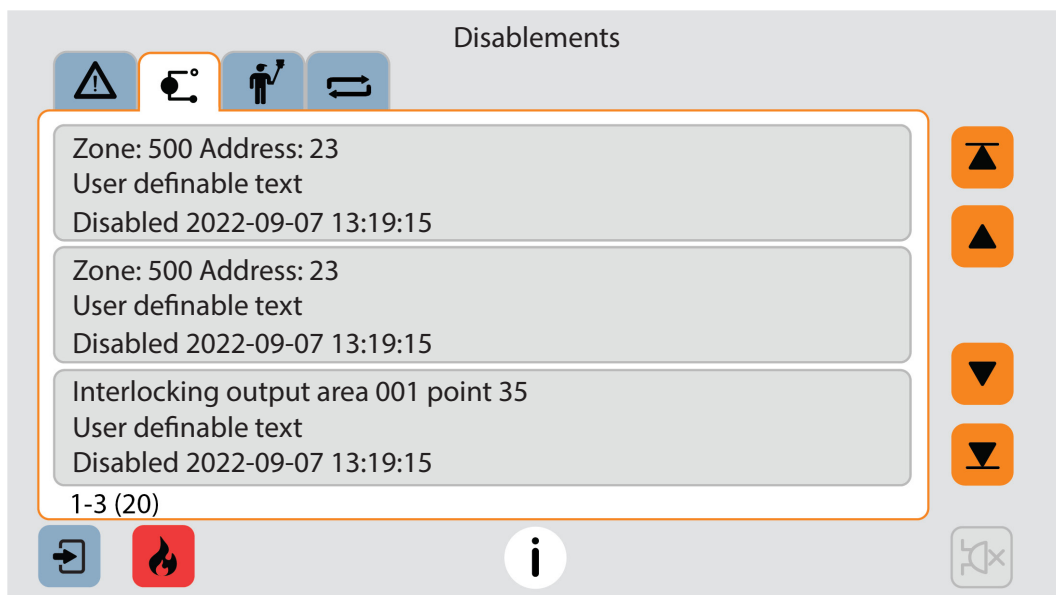 Disablements
Zone: 500 Address: 23
User definable text
Disabled 2022-09-07 13:19:15
Zone: 500 Address: 23
User definable text
Disabled 2022-09-07 13:19:15
Interlocking output area 001 point 35
User definable text
Disabled 2022-09-07 13:19:15
1-3 (20)
i